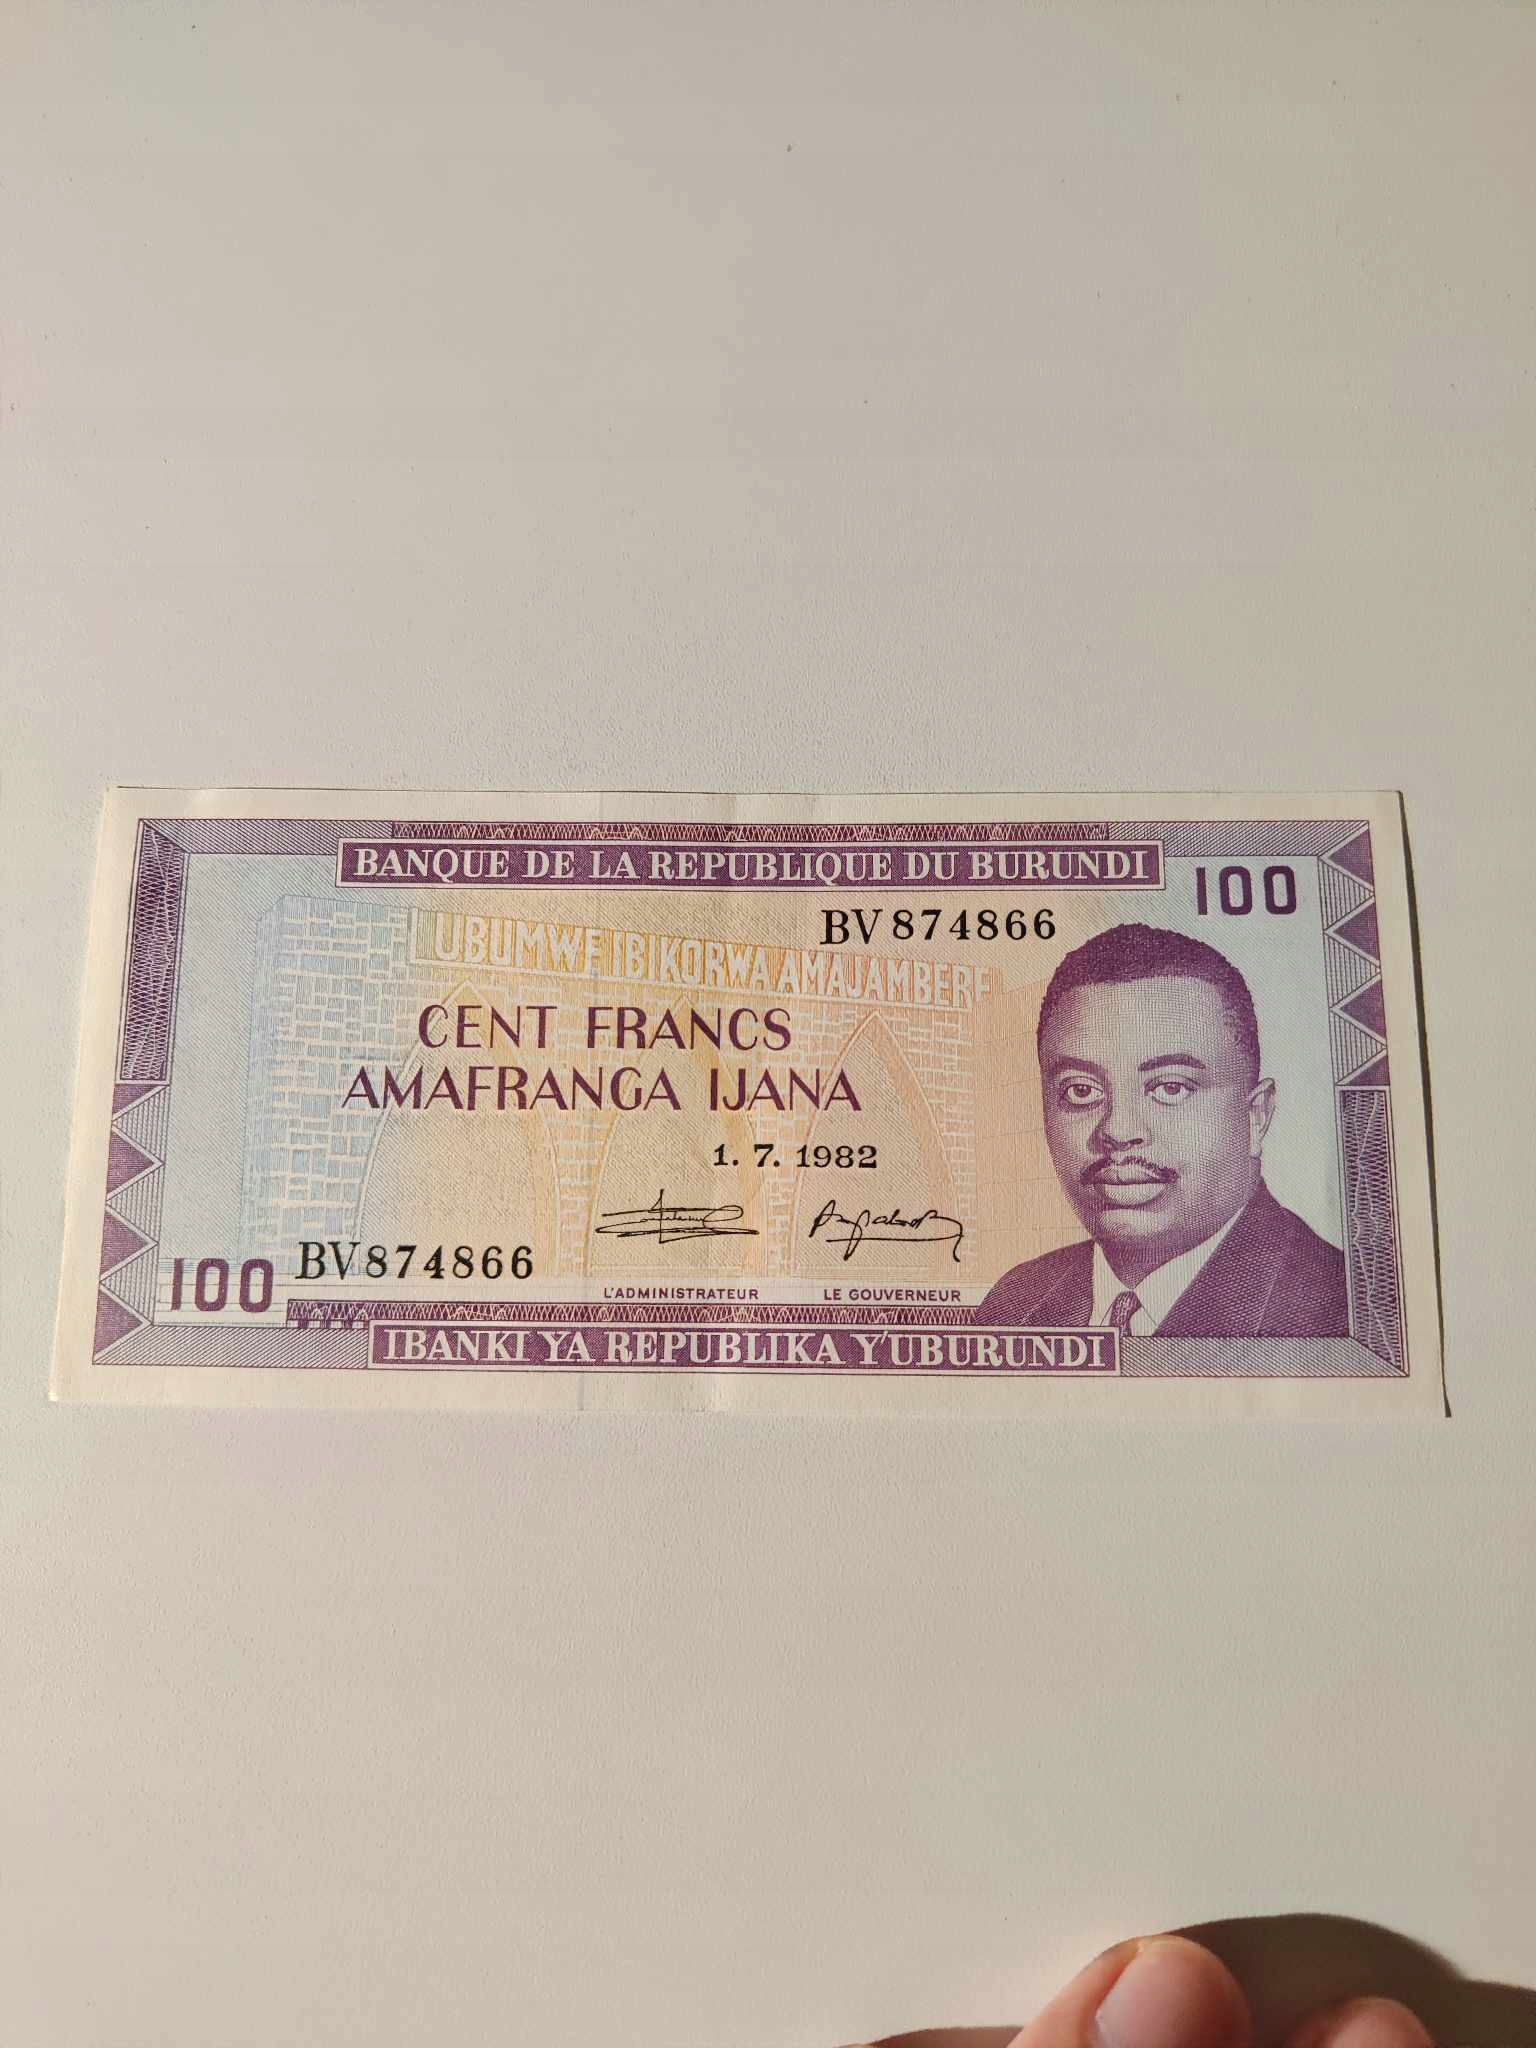 BANQUE DE LA REPUBLIQUE DU BURUNDI
100
BV874866
UBUMWE IBIKORWA AMAJAMBERE
CENT FRANCS
AMAFRANGA IJANA
1. 7. 1982
BV874866
100
L'ADMINISTRATEUR
LE GOUVERNEUR
IBANKI YA REPUBLIKA Y'UBURUNDI